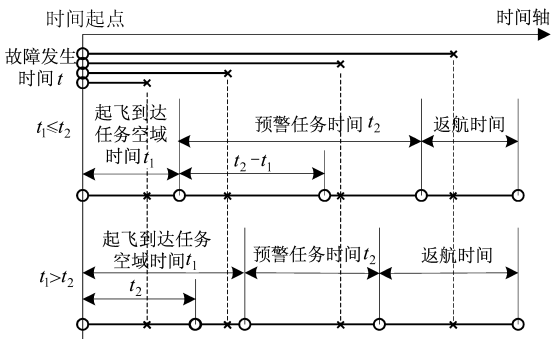 时间起点
时间轴
故障发生
时间 t
t₁≤t₂
起飞到达
任务空域
时间t₁
预警任务时间 t₂
返航时间
t₂-t₁
t₁>t₂
起飞到达任务
空域时间t₁
预警任务时间t₂
返航时间
t₂